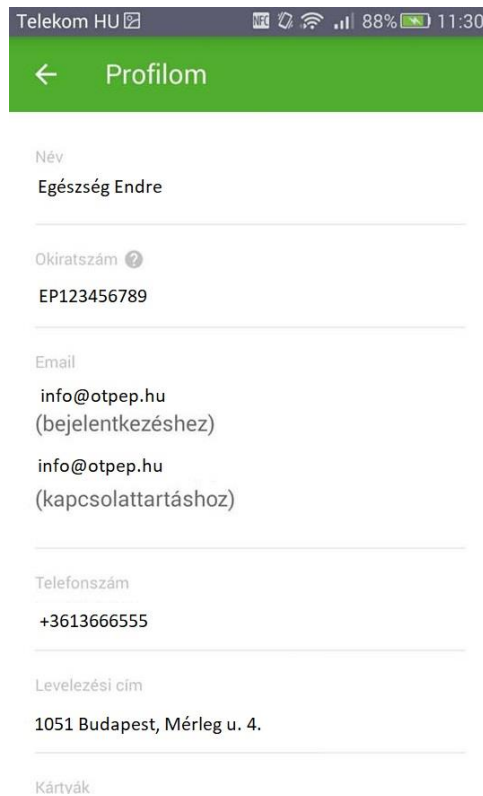 Telekom HU 88% 11:30
Profilom
Név
Egészség Endre
Okiratszám ?
EP123456789
Email
info@otpep.hu
(bejelentkezéshez)
info@otpep.hu
(kapcsolattartáshoz)
Telefonszám
+3613666555
Levelezési cím
1051 Budapest, Mérleg u. 4.
Kártyák